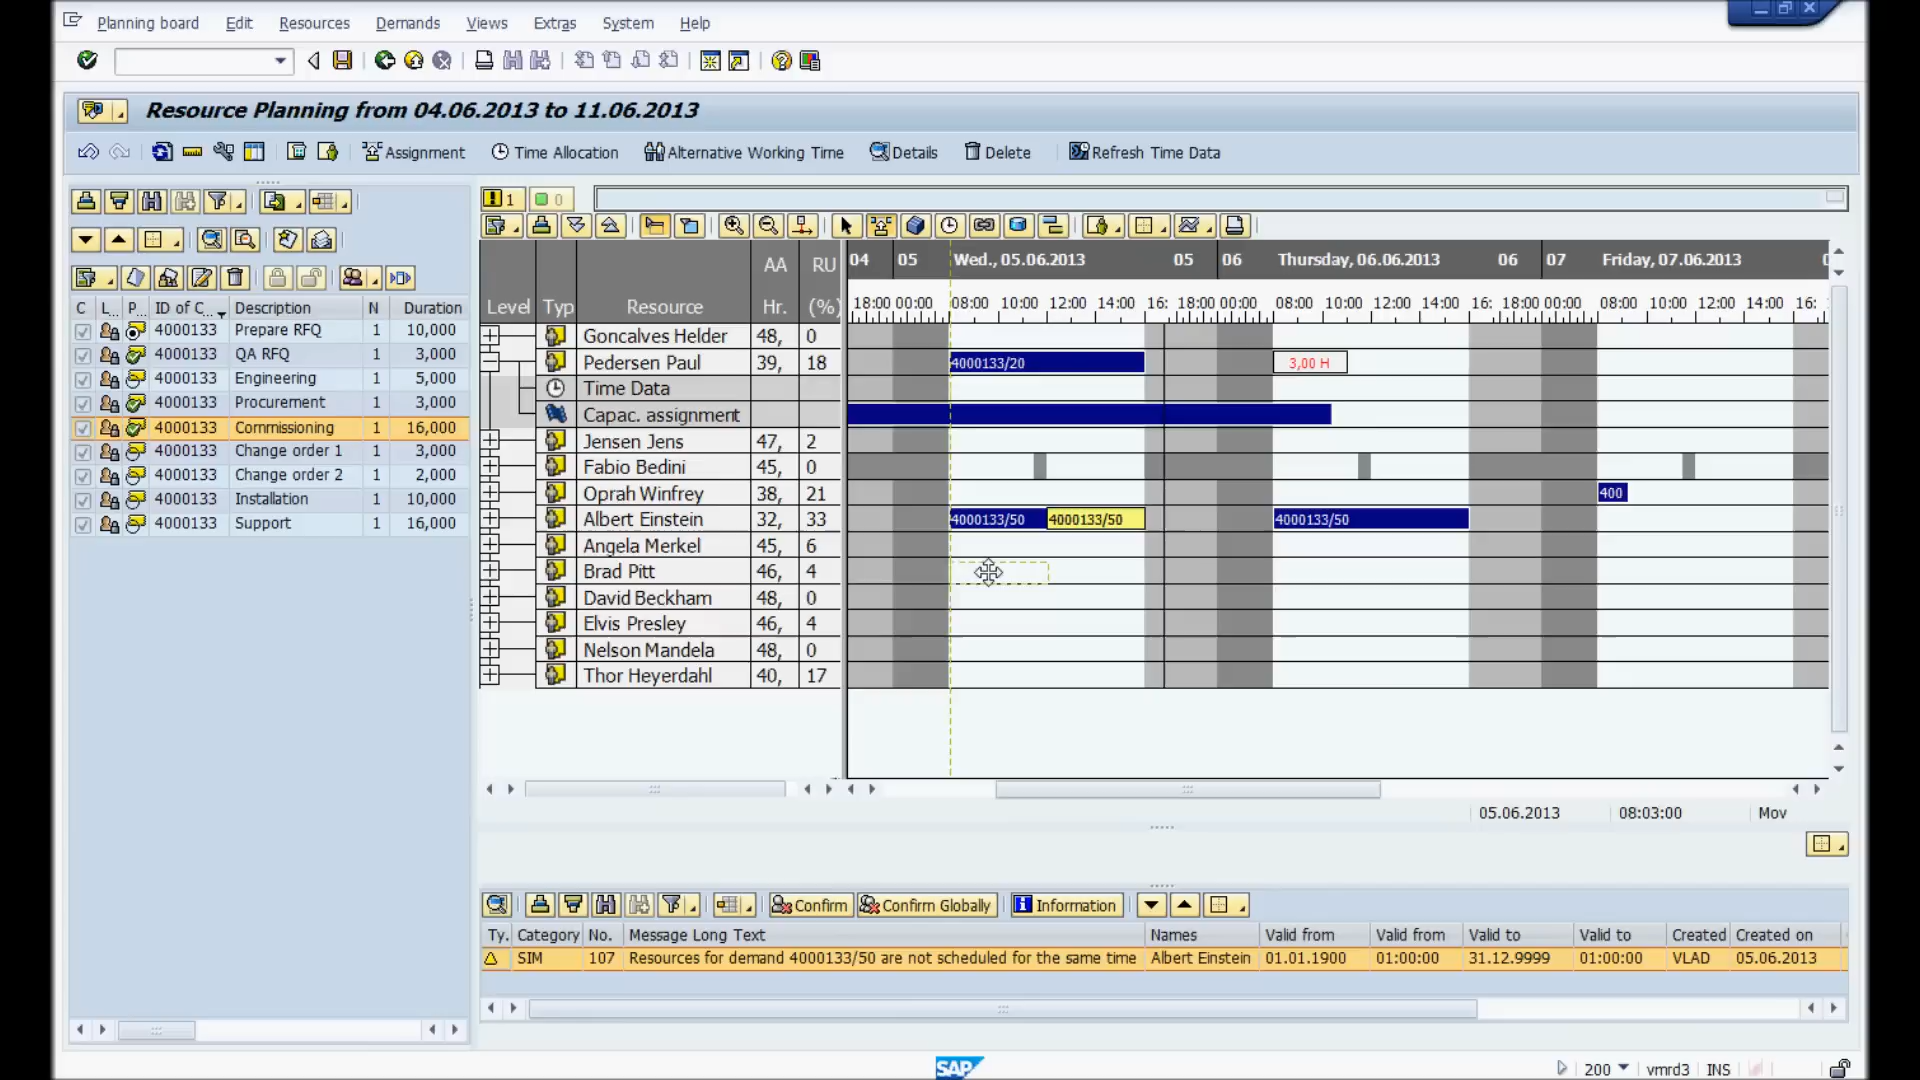 Planning board Edit Resources Demands Views Extras System Help
Resource Planning from 04.06.2013 to 11.06.2013
Assignment Time Allocation Alternative Working Time Details Delete Refresh Time Data
1 0
C L... P... ID of C... Description N Duration
4000133 Prepare RFQ 1 10,000
4000133 QA RFQ 1 3,000
4000133 Engineering 1 5,000
4000133 Procurement 1 3,000
4000133 Commissioning 1 16,000
4000133 Change order 1 1 3,000
4000133 Change order 2 1 2,000
4000133 Installation 1 10,000
4000133 Support 1 16,000
AA RU
Level Typ Resource Hr. (%)
04 05 Wed., 05.06.2013 05 06 Thursday, 06.06.2013 06 07 Friday, 07.06.2013
18:00 00:00 08:00 10:00 12:00 14:00 16: 18:00 00:00 08:00 10:00 12:00 14:00 16: 18:00 00:00 08:00 10:00 12:00 14:00 16:
Goncalves Helder 48, 0
Pedersen Paul 39, 18 4000133/20 3,00 H
Time Data
Capac. assignment
Jensen Jens 47, 2
Fabio Bedini 45, 0
Oprah Winfrey 38, 21 400
Albert Einstein 32, 33 4000133/50 4000133/50 4000133/50
Angela Merkel 45, 6
Brad Pitt 46, 4
David Beckham 48, 0
Elvis Presley 46, 4
Nelson Mandela 48, 0
Thor Heyerdahl 40, 17
05.06.2013 08:03:00 Mov
Confirm Confirm Globally Information
Ty. Category No. Message Long Text Names Valid from Valid from Valid to Valid to Created Created on
SIM 107 Resources for demand 4000133/50 are not scheduled for the same time Albert Einstein 01.01.1900 01:00:00 31.12.9999 01:00:00 VLAD 05.06.2013
SAP
200 vmrd3 INS